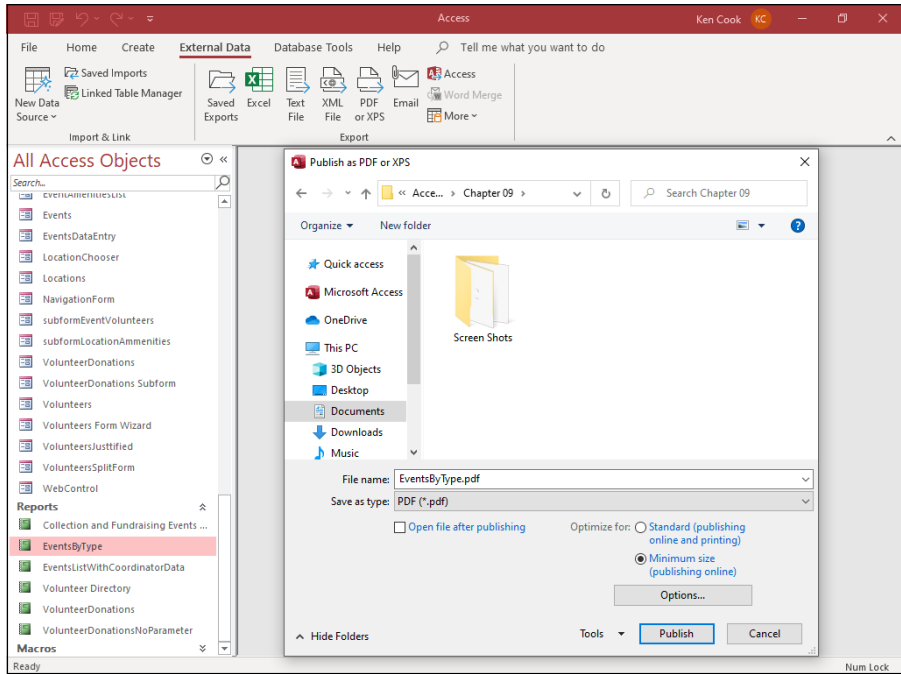 Access
Ken Cook
KC
File Home Create External Data Database Tools Help Tell me what you want to do
New Data Source
Saved Imports
Linked Table Manager
Saved Exports
Excel
Text File
XML File
PDF or XPS
Email
Access
Word Merge
More
Import & Link
Export
All Access Objects
Search...
EventAmenitiesList
Events
EventsDataEntry
LocationChooser
Locations
NavigationForm
subformEventVolunteers
subformLocationAmmenities
VolunteerDonations
VolunteerDonations Subform
Volunteers
Volunteers Form Wizard
VolunteersJusttified
VolunteersSplitForm
WebControl
Reports
Collection and Fundraising Events ...
EventsByType
EventsListWithCoordinatorData
Volunteer Directory
VolunteerDonations
VolunteerDonationsNoParameter
Macros
Publish as PDF or XPS
« Acce... › Chapter 09 ›
Search Chapter 09
Organize
New folder
Quick access
Microsoft Access
OneDrive
This PC
3D Objects
Desktop
Documents
Downloads
Music
Screen Shots
File name: EventsByType.pdf
Save as type: PDF (*.pdf)
Open file after publishing
Optimize for:
Standard (publishing
online and printing)
Minimum size
(publishing online)
Options...
Hide Folders
Tools
Publish
Cancel
Ready
Num Lock